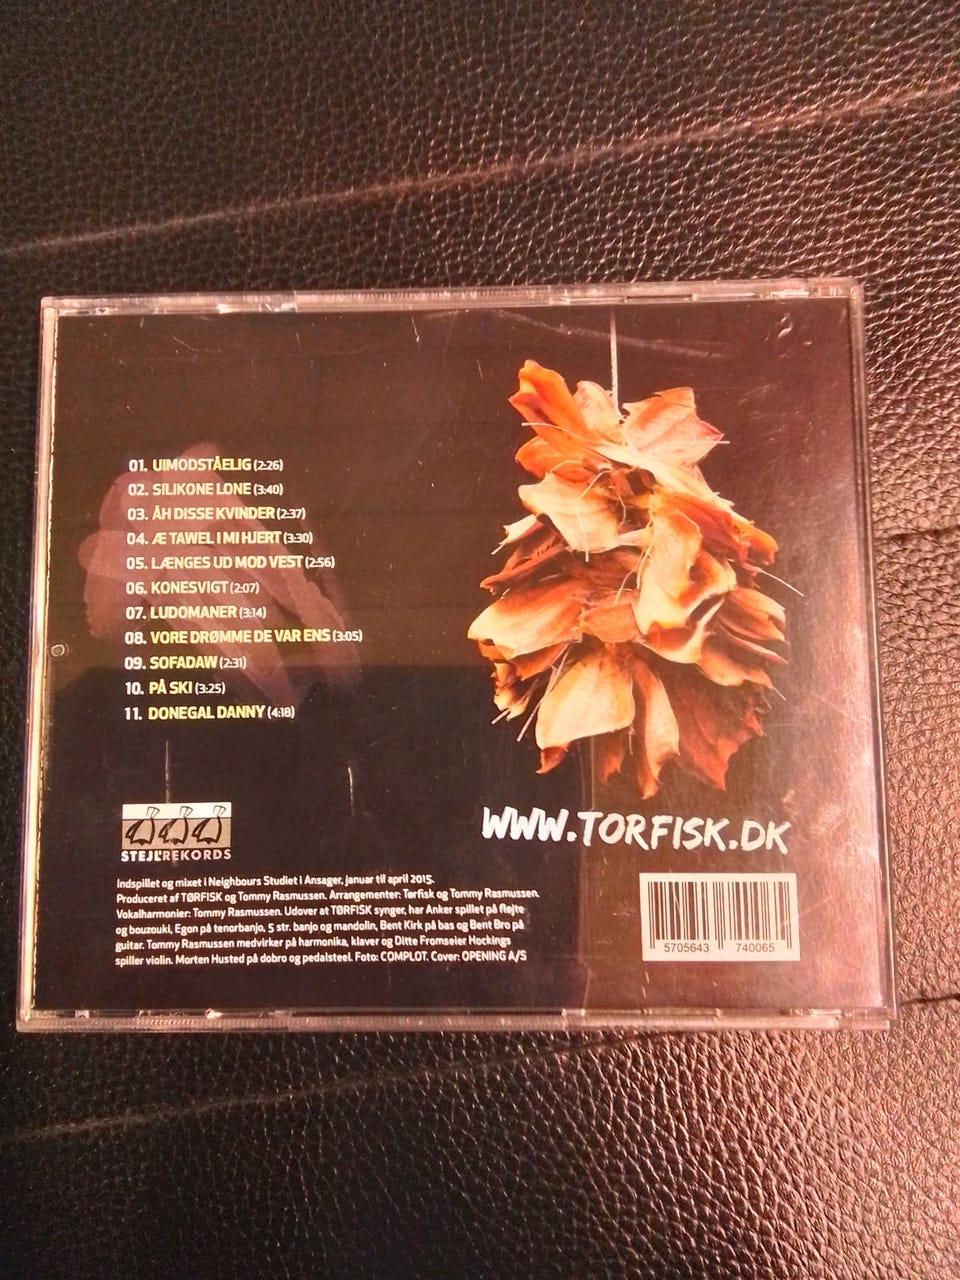 01. UIMODSTÅELIG (2:26)
02. SILIKONE LONE (3:40)
03. ÅH DISSE KVINDER (2:37)
04. Æ TAWEL I MI HJERT (3:30)
05. LÆNGES UD MOD VEST (2:56)
06. KONESVIGT (2:07)
07. LUDOMANER (3:14)
08. VORE DRØMME DE VAR ENS (3:05)
09. SOFADAW (2:31)
10. PÅ SKI (3:25)
11. DONEGAL DANNY (4:18)
WWW.TORFISK.DK
STEJL'REKORDS
Indspillet og mixet i Neighbours Studiet i Ansager, januar til april 2015.
Produceret af TØRFISK og Tommy Rasmussen. Arrangementer: Tørfisk og Tommy Rasmussen.
Vokalharmonier: Tommy Rasmussen. Udover at TØRFISK synger, har Anker spillet på fløjte
og bouzouki, Egon på tenorbanjo, 5 str. banjo og mandolin, Bent Kirk på bas og Bent Bro på
guitar. Tommy Rasmussen medvirker på harmonika, klaver og Ditte Fromseier Hockings
spiller violin. Morten Husted på dobro og pedalsteel. Foto: COMPLOT. Cover: OPENING A/S
5705643 740065